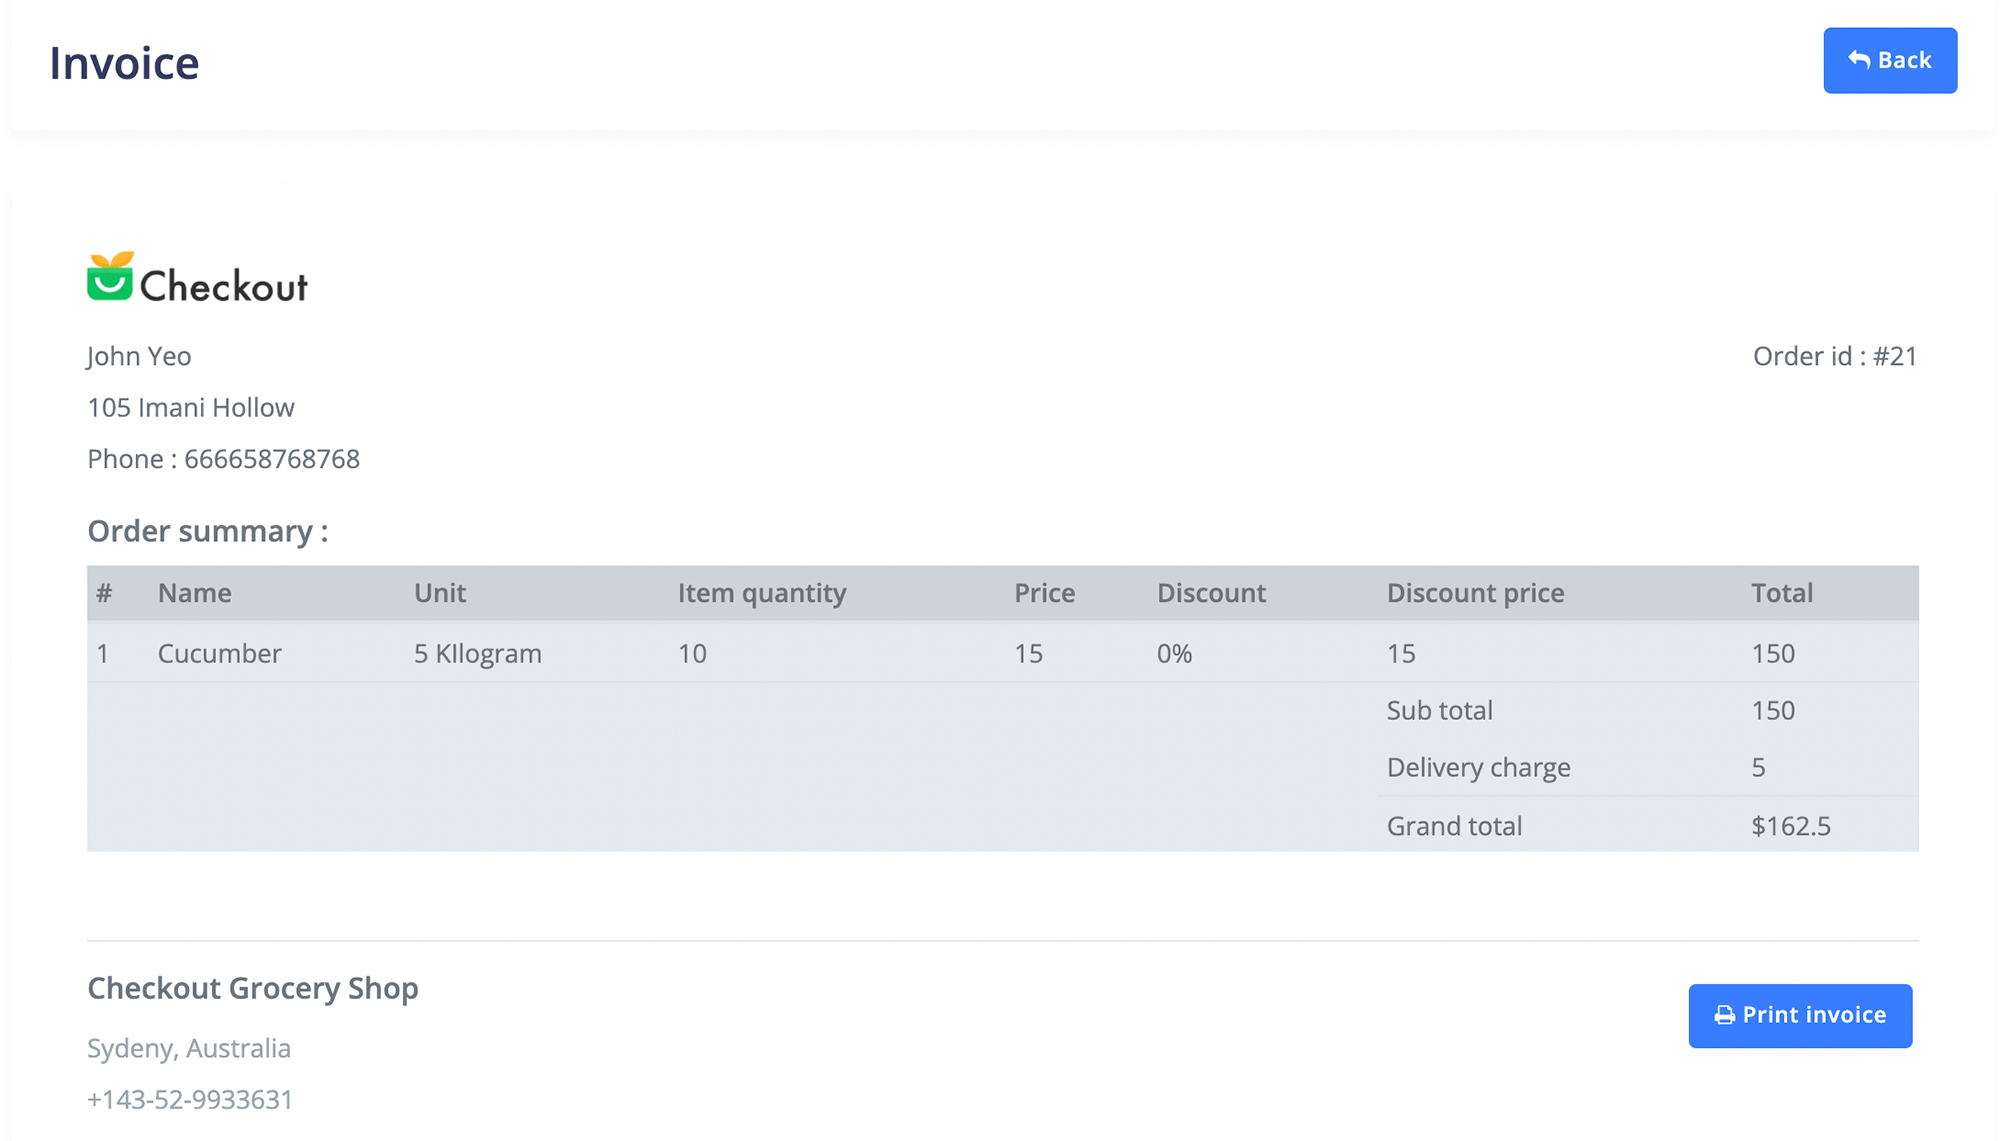 Invoice
Back
Checkout
John Yeo
Order id : #21
105 Imani Hollow
Phone : 666658768768
Order summary :
# Name Unit Item quantity Price Discount Discount price Total
1 Cucumber 5 KIlogram 10 15 0% 15 150
Sub total 150
Delivery charge 5
Grand total $162.5
Checkout Grocery Shop
Print invoice
Sydeny, Australia
+143-52-9933631